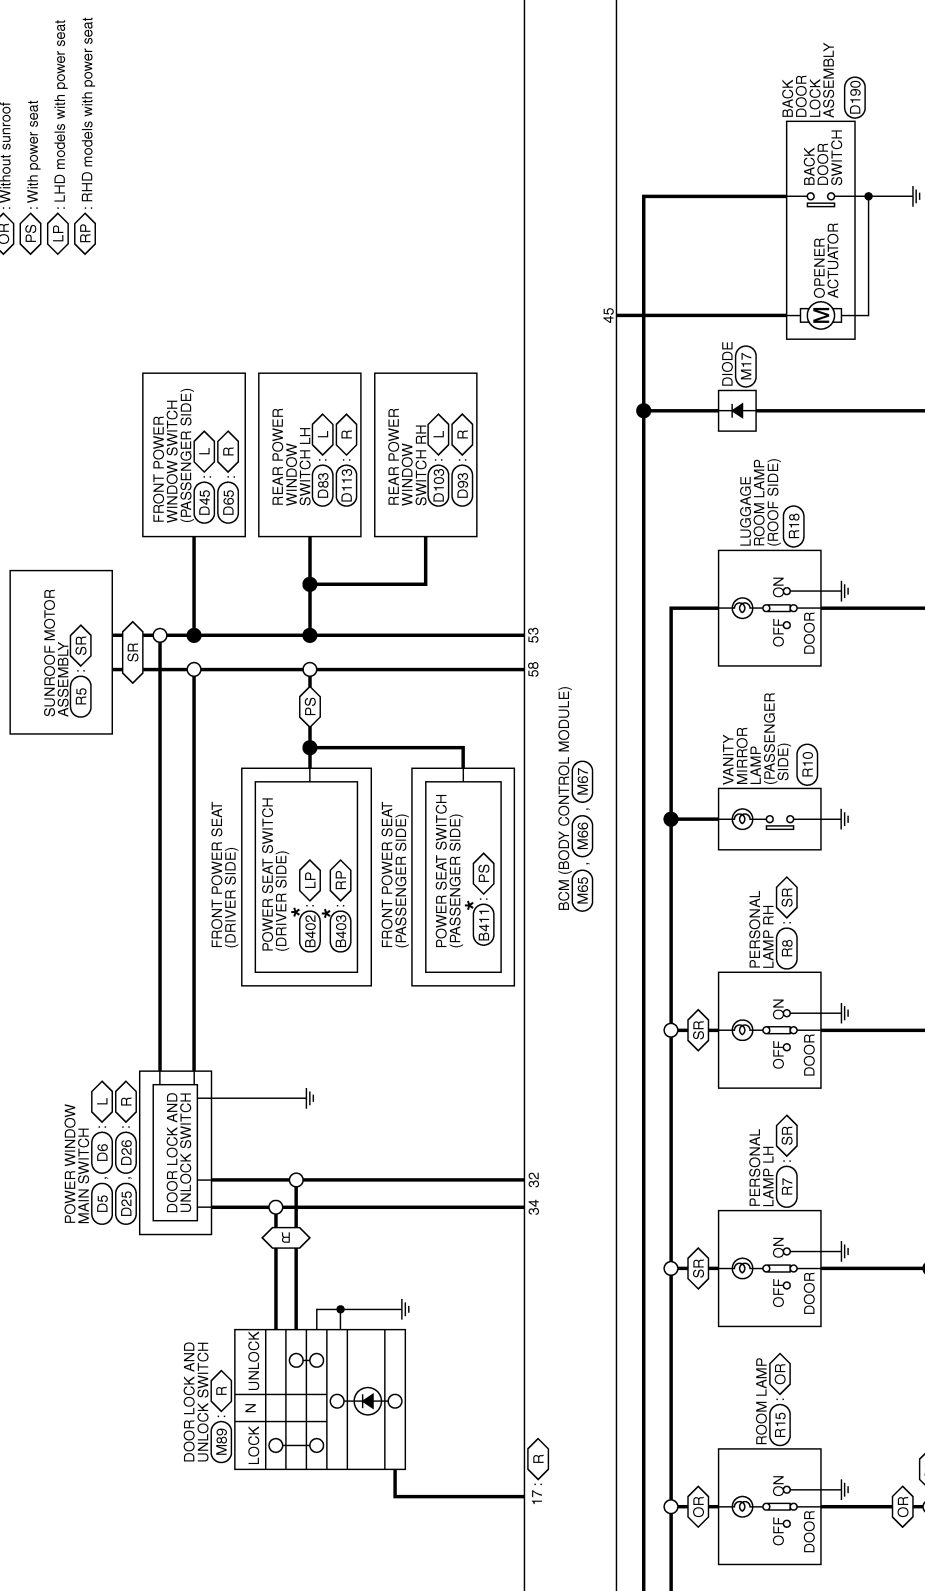 OR : Without sunroof
PS : With power seat
LP : LHD models with power seat
RP : RHD models with power seat
SUNROOF MOTOR
ASSEMBLY
R5 : SR
SR
FRONT POWER
WINDOW SWITCH
(PASSENGER SIDE)
D45 : L
D65 : R
REAR POWER
WINDOW
SWITCH LH
D83 : L
D113 : R
REAR POWER
WINDOW
SWITCH RH
D103 : L
D93 : R
53
58
PS
FRONT POWER SEAT
(DRIVER SIDE)
POWER SEAT SWITCH
(DRIVER SIDE)
*
B402 : LP
*
B403 : RP
FRONT POWER SEAT
(PASSENGER SIDE)
POWER SEAT SWITCH
(PASSENGER SIDE)
*
B411 : PS
POWER WINDOW
MAIN SWITCH
D5 , D6 : L
D25 , D26 : R
DOOR LOCK AND
UNLOCK SWITCH
32
34
R
DOOR LOCK AND
UNLOCK SWITCH
M89 : R
LOCK N UNLOCK
17 : R
BCM (BODY CONTROL MODULE)
M65 , M66 , M67
45
BACK
DOOR
LOCK
ASSEMBLY
D190
BACK
DOOR
SWITCH
OPENER
ACTUATOR
M
DIODE
M17
LUGGAGE
ROOM LAMP
(ROOF SIDE)
R18
OFF ON
DOOR
VANITY
MIRROR
LAMP
(PASSENGER
SIDE)
R10
PERSONAL
LAMP RH
R8 : SR
SR
OFF ON
DOOR
PERSONAL
LAMP LH
R7 : SR
SR
OFF ON
DOOR
ROOM LAMP
R15 : OR
OR
OFF ON
DOOR
OR